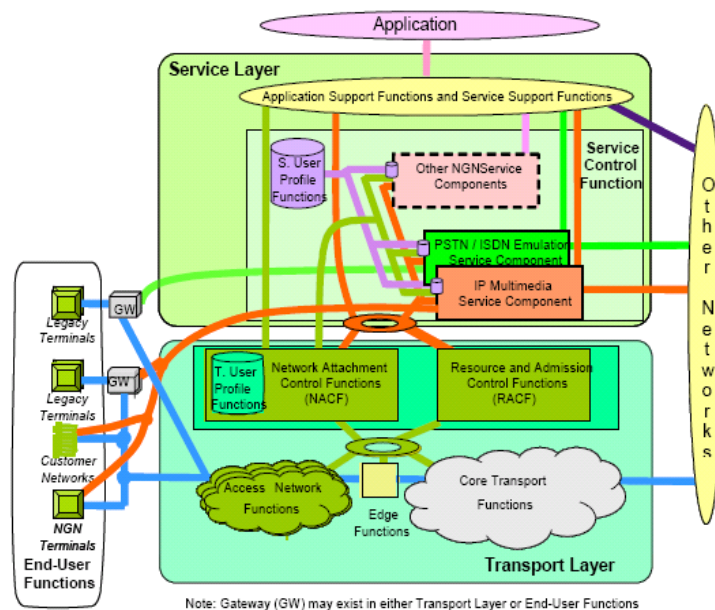 Application
Service Layer
Application Support Functions and Service Support Functions
S. User
Profile
Functions
Other NGNService
Components
Service
Control
Function
PSTN / ISDN Emulation
Service Component
IP Multimedia
Service Component
Other Networks
GW
Legacy
Terminals
GW
Legacy
Terminals
Customer
Networks
NGN
Terminals
End-User
Functions
T. User
Profile
Functions
Network Attachment
Control Functions
(NACF)
Resource and Admission
Control Functions
(RACF)
Access Network
Functions
Edge
Functions
Core Transport
Functions
Transport Layer
Note: Gateway (GW) may exist in either Transport Layer or End-User Functions